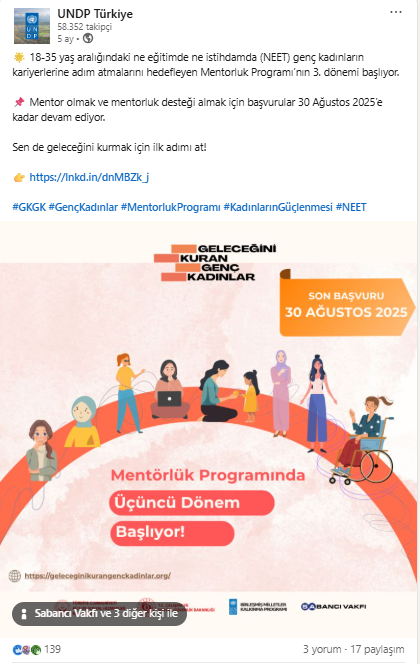 UNDP Türkiye
58.352 takipçi
5 ay •
18-35 yaş aralığındaki ne eğitimde ne istihdamda (NEET) genç kadınların
kariyerlerine adım atmalarını hedefleyen Mentorluk Programı'nın 3. dönemi başlıyor.
Mentor olmak ve mentorluk desteği almak için başvurular 30 Ağustos 2025'e
kadar devam ediyor.
Sen de geleceğini kurmak için ilk adımı at!
https://lnkd.in/dnMBZk_j
#GKGK #GençKadınlar #MentorlukProgramı #KadınlarınGüçlenmesi #NEET
GELECEĞİNİ
KURAN
GENÇ
KADINLAR
SON BAŞVURU
30 AĞUSTOS 2025
Mentörlük Programında
Üçüncü Dönem
Başlıyor!
https://gelecegınikurangenckadinlar.org/
BİRLEŞMİŞ MİLLETLER
KALKINMA PROGRAMI
SABANCI VAKFI
Sabancı Vakfı ve 3 diğer kişi ile
139
3 yorum · 17 paylaşım